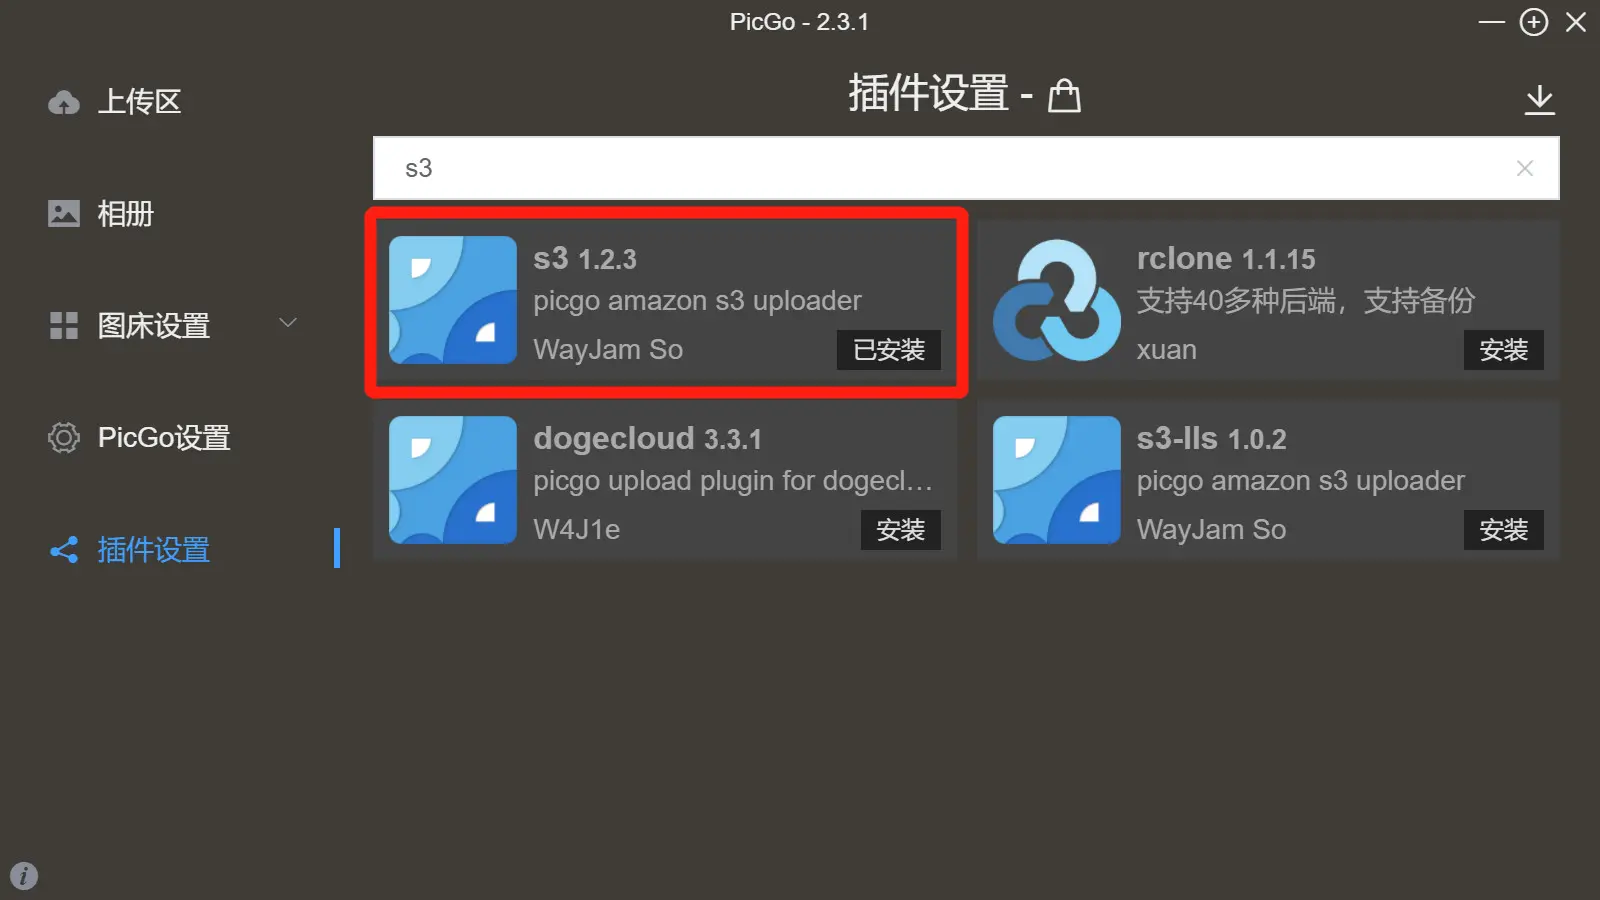 PicGo - 2.3.1
上传区
相册
图床设置
PicGo设置
插件设置
插件设置 -
s3
s3 1.2.3
picgo amazon s3 uploader
WayJam So
已安装
rclone 1.1.15
支持40多种后端，支持备份
xuan
安装
dogecloud 3.3.1
picgo upload plugin for dogecl…
W4J1e
安装
s3-lls 1.0.2
picgo amazon s3 uploader
WayJam So
安装